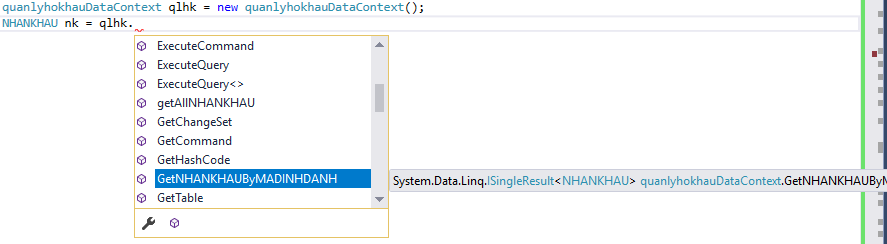 quanlyhokhauDataContext qlhk = new quanlyhokhauDataContext();
NHANKHAU nk = qlhk.
ExecuteCommand
ExecuteQuery
ExecuteQuery<>
getAllNHANKHAU
GetChangeSet
GetCommand
GetHashCode
GetNHANKHAUByMADINHDANH
System.Data.Linq.ISingleResult<NHANKHAU> quanlyhokhauDataContext.GetNHANKHAUByM
GetTable